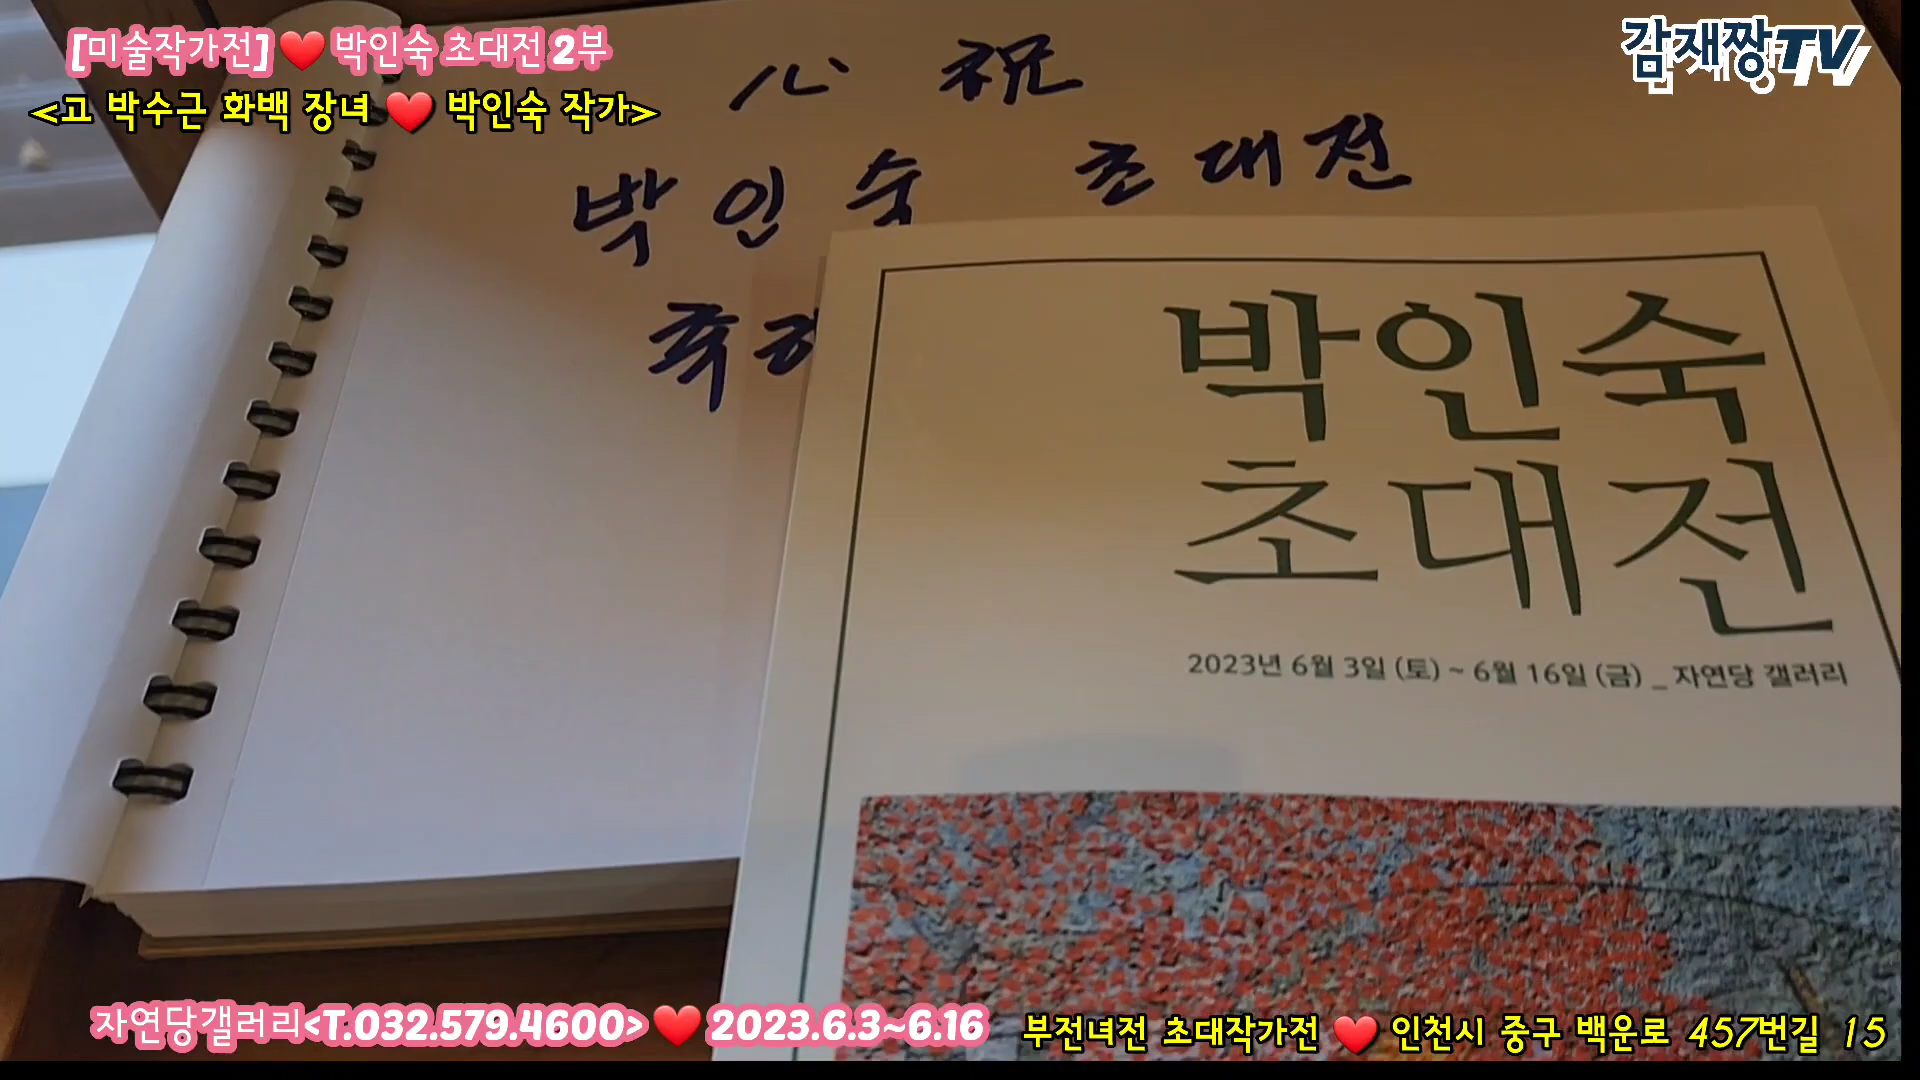 [미술작가전]❤박인숙 초대전 2부
<고 박수근 화백 장녀 ❤ 박인숙 작가>
감재짱TV
心 祝
박인숙 초대전
박인숙
초대전
2023년 6월 3일 (토) ~ 6월 16일 (금) _ 자연당 갤러리
자연당갤러리<T.032.579.4600>❤2023.6.3~6.16
부전녀전 초대작가전 ❤ 인천시 중구 백운로 457번길 15